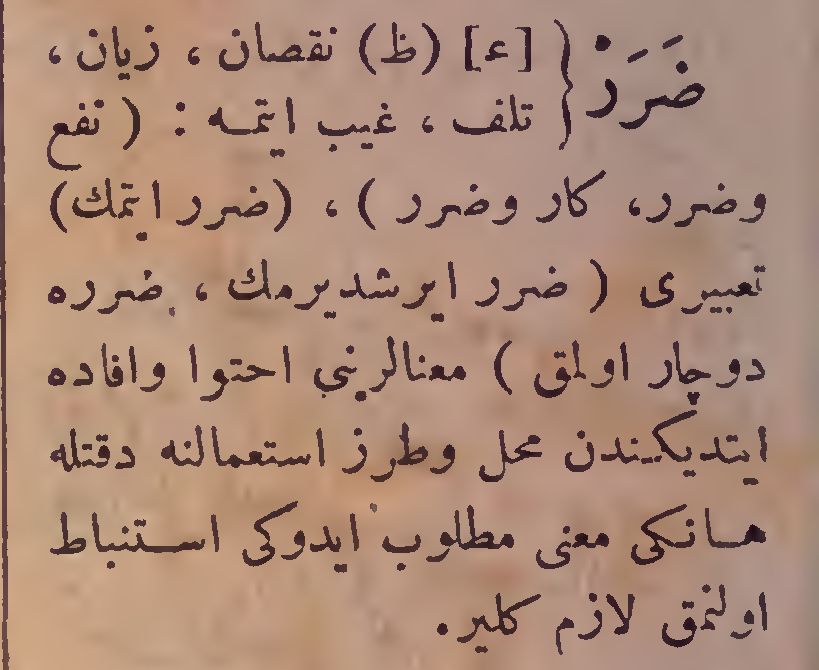 ضَرَرْ { [ع] (ظ) نقصان ، زیان ،
تلف ، غیب ایتمه : ( نفع
وضرر، کار وضرر ) ، (ضرر ایتمك)
تعبیری ( ضرر ایرشدیرمك ، ضرره
دوچار اولمق ) معنالرینی احتوا وافاده
ایتدیکندن محل وطرز استعمالنه دقتله
هانکی معنی مطلوب ایدوکی استنباط
اولنمق لازم کلیر.